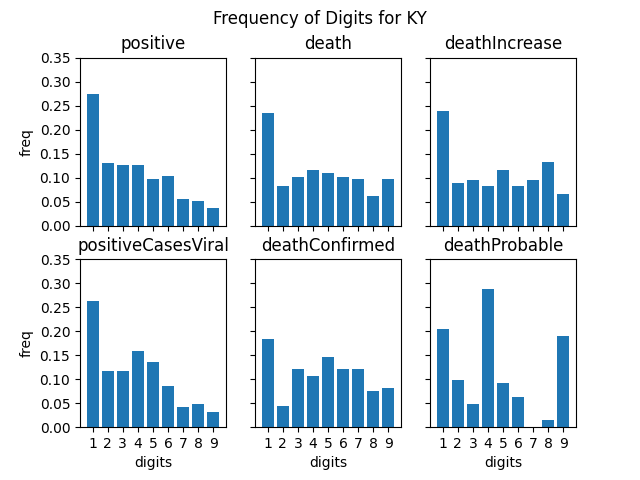 Frequency of Digits for KY
positive
death
deathIncrease
0.35
0.30
0.25
0.20
0.15
0.10
0.05
0.00
freq
positiveCasesViral
deathConfirmed
deathProbable
0.35
0.30
0.25
0.20
0.15
0.10
0.05
0.00
freq
1 2 3 4 5 6 7 8 9
1 2 3 4 5 6 7 8 9
1 2 3 4 5 6 7 8 9
digits
digits
digits